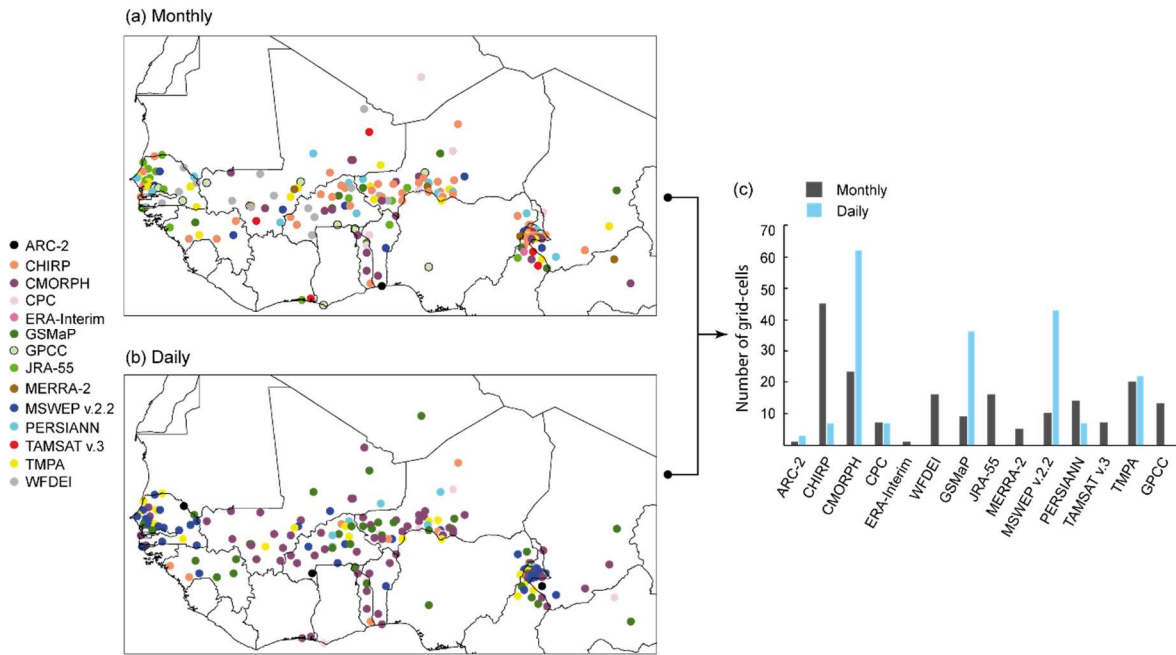 (a) Monthly
ARC-2
CHIRP
CMORPH
CPC
ERA-Interim
GSMaP
GPCC
JRA-55
MERRA-2
MSWEP v.2.2
PERSIANN
TAMSAT v.3
TMPA
WFDEI
(b) Daily
(c)
Monthly
Daily
Number of grid-cells
70
60
50
40
30
20
10
ARC-2
CHIRP
CMORPH
CPC
ERA-Interim
WFDEI
GSMaP
JRA-55
MERRA-2
MSWEP v.2.2
PERSIANN
TAMSAT v.3
TMPA
GPCC